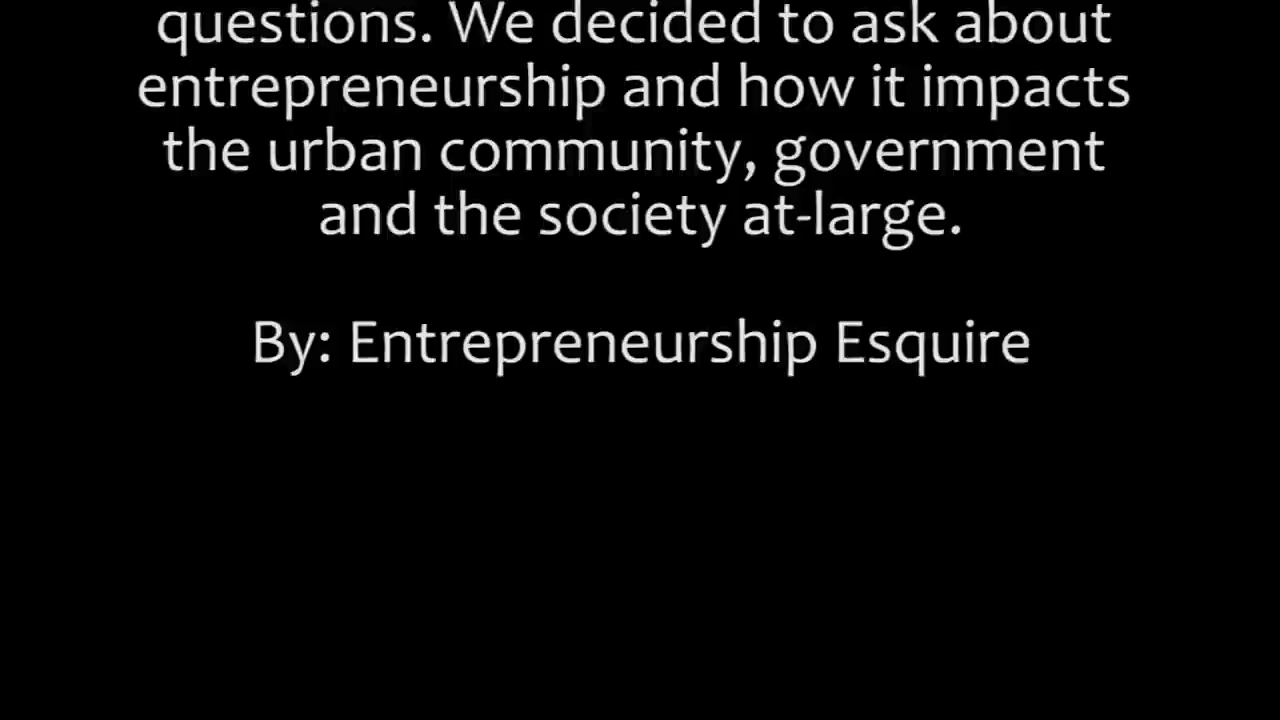 questions. We decided to ask about
entrepreneurship and how it impacts
the urban community, government
and the society at-large.
By: Entrepreneurship Esquire